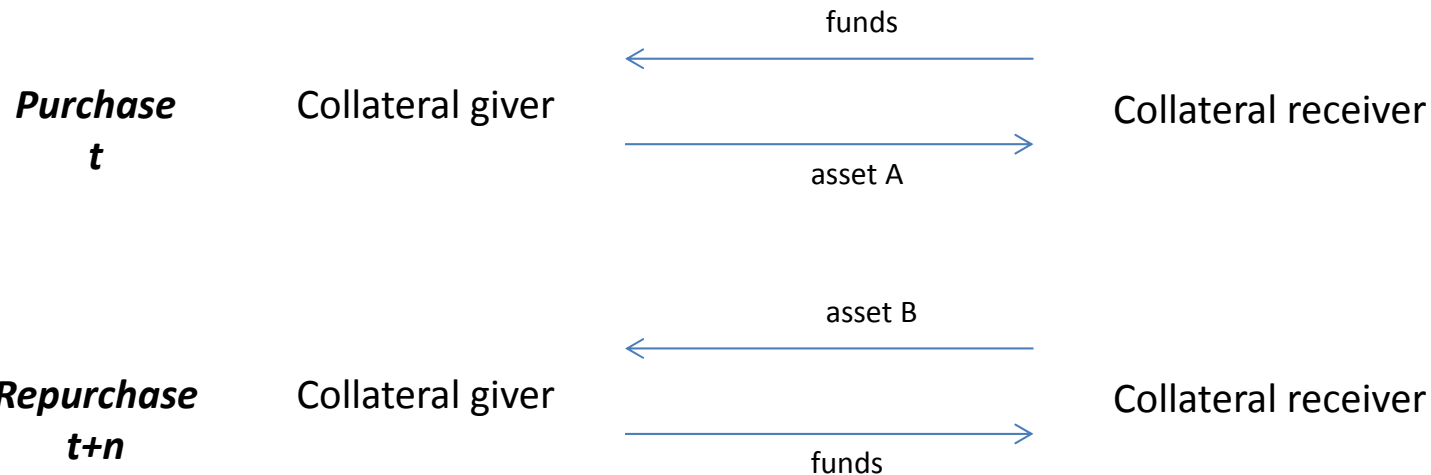 funds
Purchase Collateral giver Collateral receiver
t
asset A
asset B
Repurchase Collateral giver Collateral receiver
t+n
funds